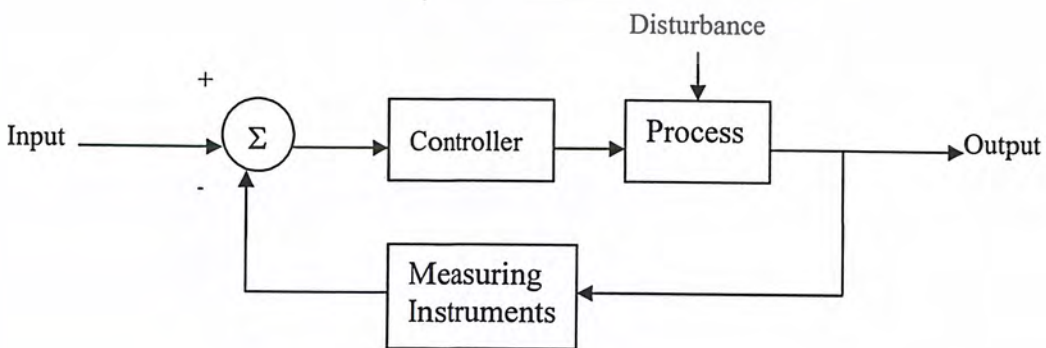 Disturbance
+
Input
Σ
Controller
Process
Output
-
Measuring
Instruments